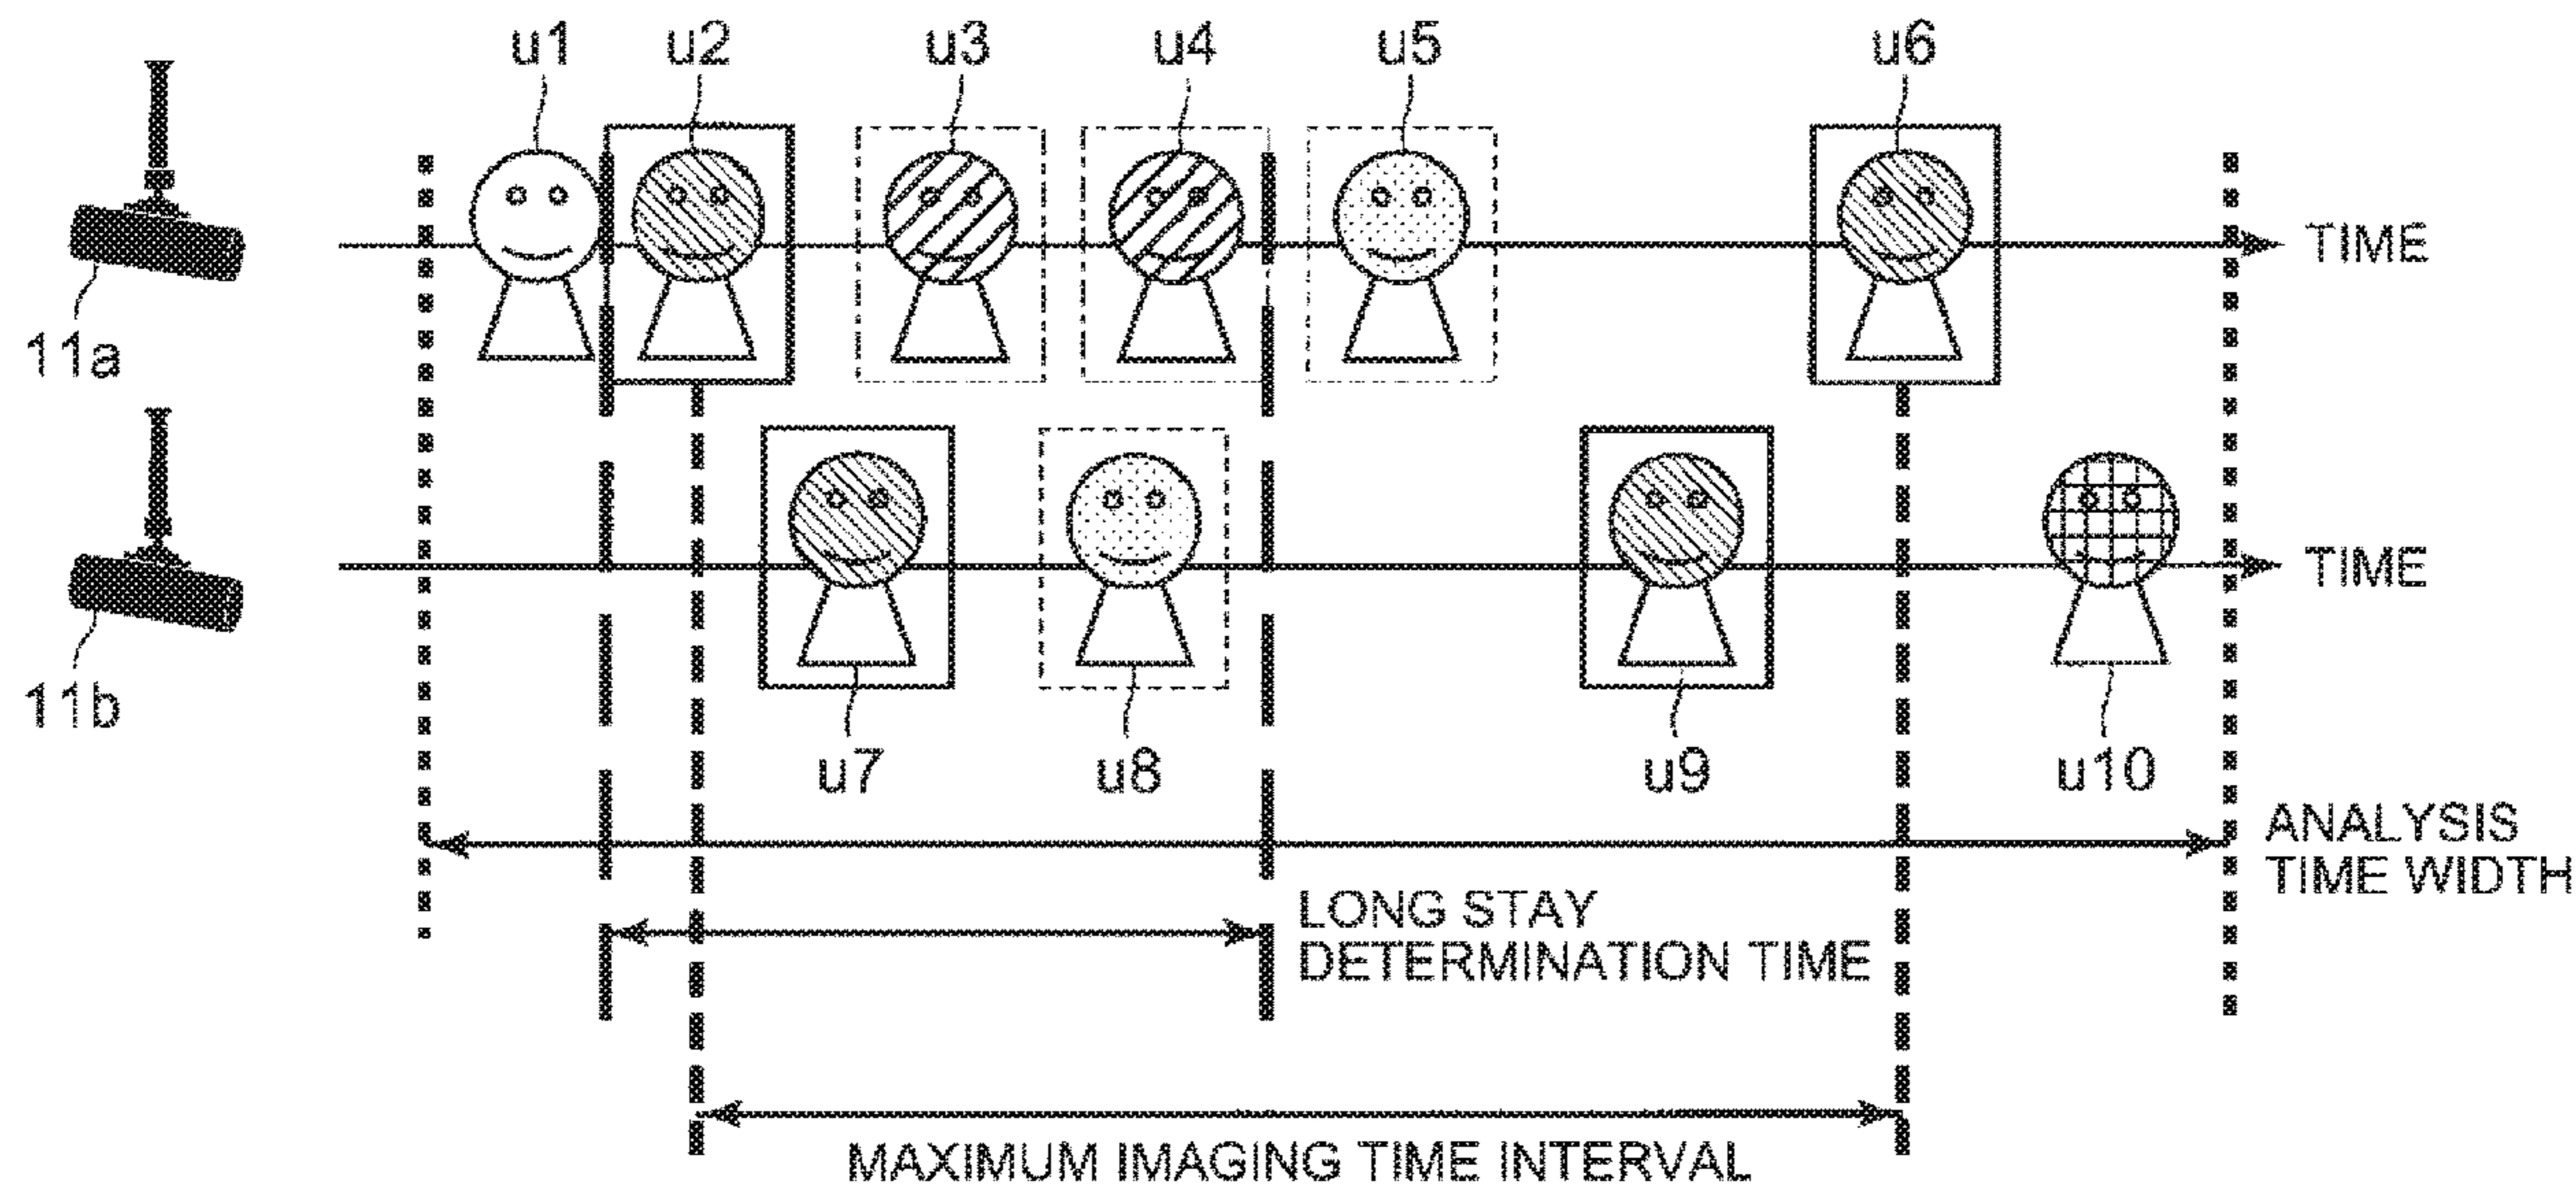 u1 u2 u3 u4 u5 u6
TIME
11a
TIME
11b
u7 u8 u9 u10
ANALYSIS
TIME WIDTH
LONG STAY
DETERMINATION TIME
MAXIMUM IMAGING TIME INTERVAL